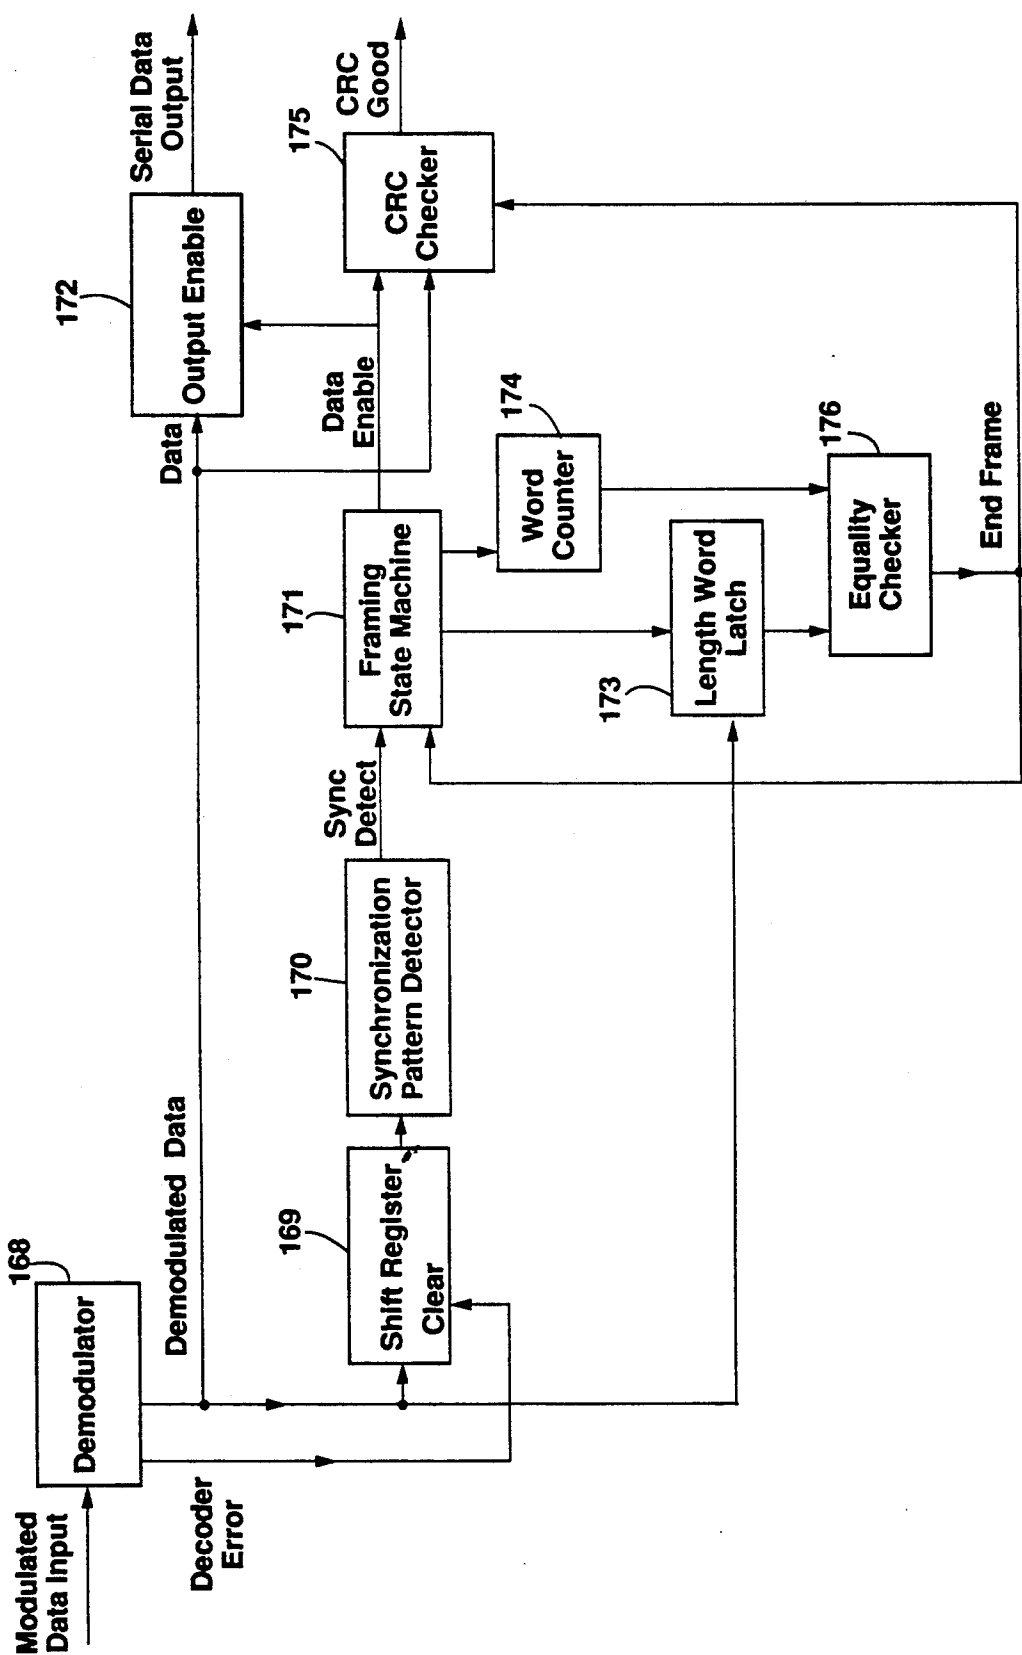 Modulated
Data Input
168
Demodulator
Decoder
Error
Demodulated Data
169
Shift Register
Clear
170
Synchronization
Pattern Detector
Sync
Detect
171
Framing
State Machine
Data
Enable
Data
172
Output Enable
Serial Data
Output
175
CRC
Checker
CRC
Good
174
Word
Counter
173
Length Word
Latch
176
Equality
Checker
End Frame